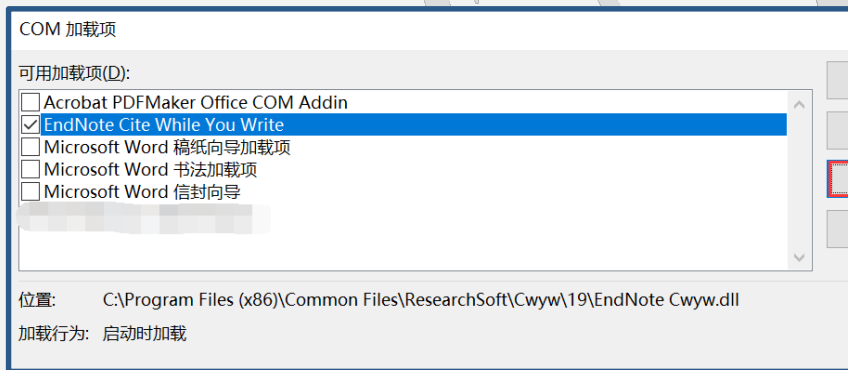 COM 加载项
可用加载项(D):
Acrobat PDFMaker Office COM Addin
EndNote Cite While You Write
Microsoft Word 稿纸向导加载项
Microsoft Word 书法加载项
Microsoft Word 信封向导
位置: C:\Program Files (x86)\Common Files\ResearchSoft\Cwyw\19\EndNote Cwyw.dll
加载行为: 启动时加载